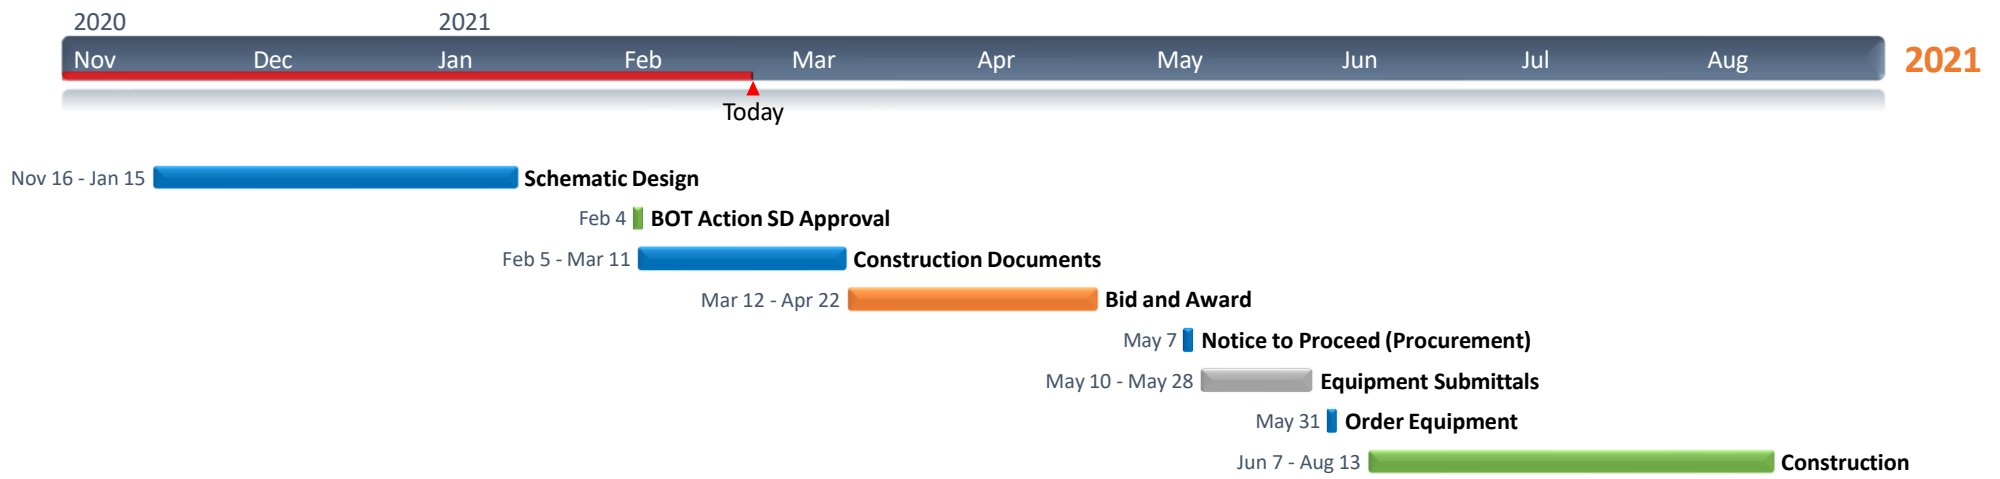 2020 2021
Nov Dec Jan Feb Mar Apr May Jun Jul Aug 2021
Today
Nov 16 - Jan 15 Schematic Design
Feb 4 BOT Action SD Approval
Feb 5 - Mar 11 Construction Documents
Mar 12 - Apr 22 Bid and Award
May 7 Notice to Proceed (Procurement)
May 10 - May 28 Equipment Submittals
May 31 Order Equipment
Jun 7 - Aug 13 Construction